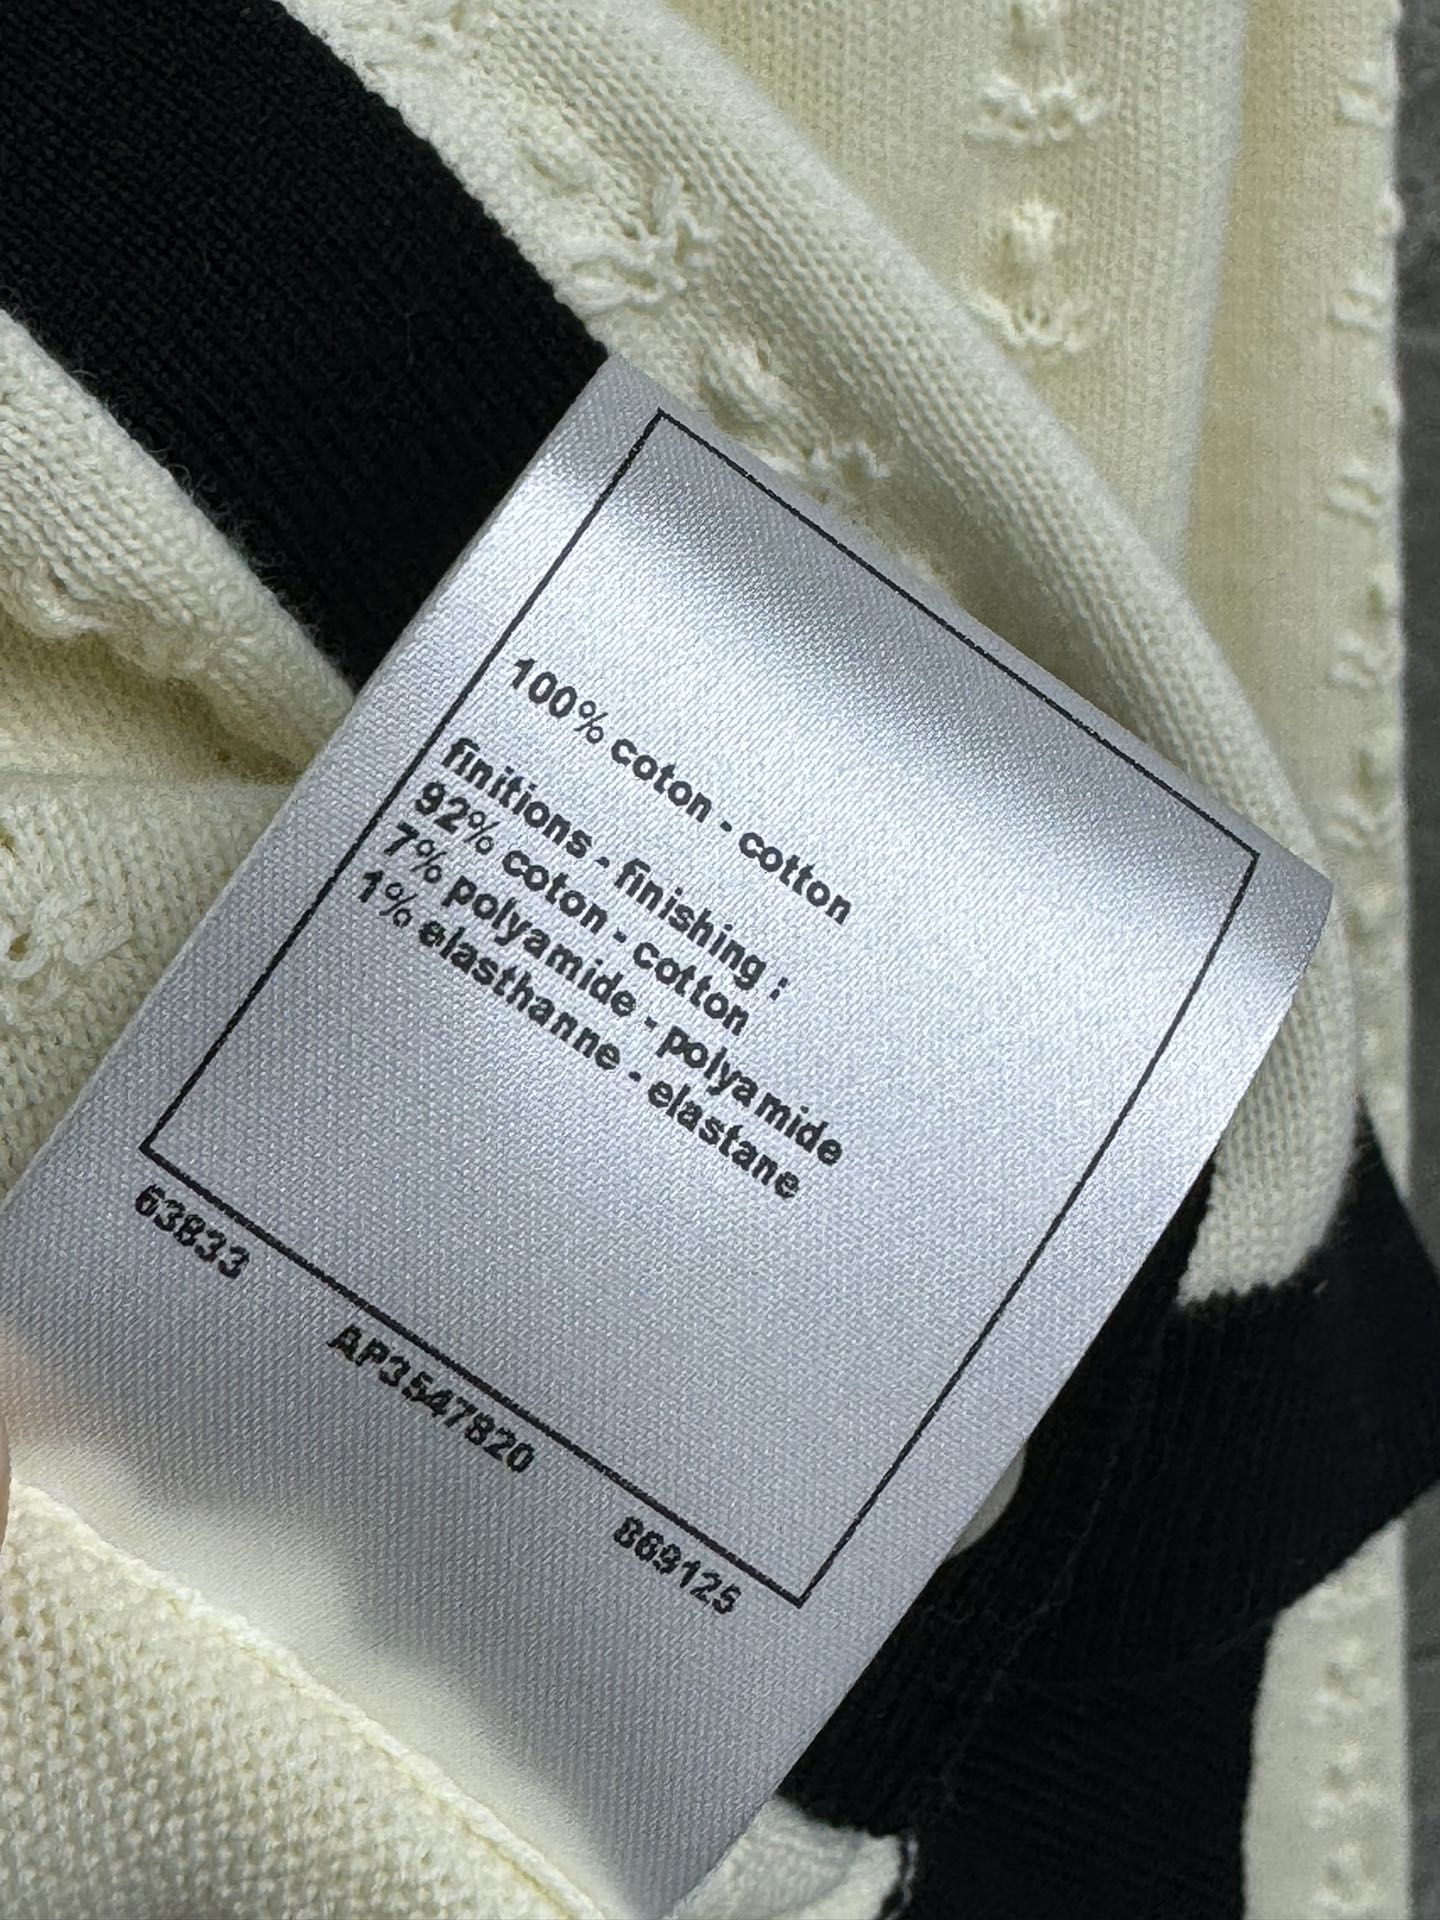 100% coton - cotton
finitions - finishing :
92% coton - cotton
7% polyamide - polyamide
1% elasthanne - elastane
63833
AP3547820
869125